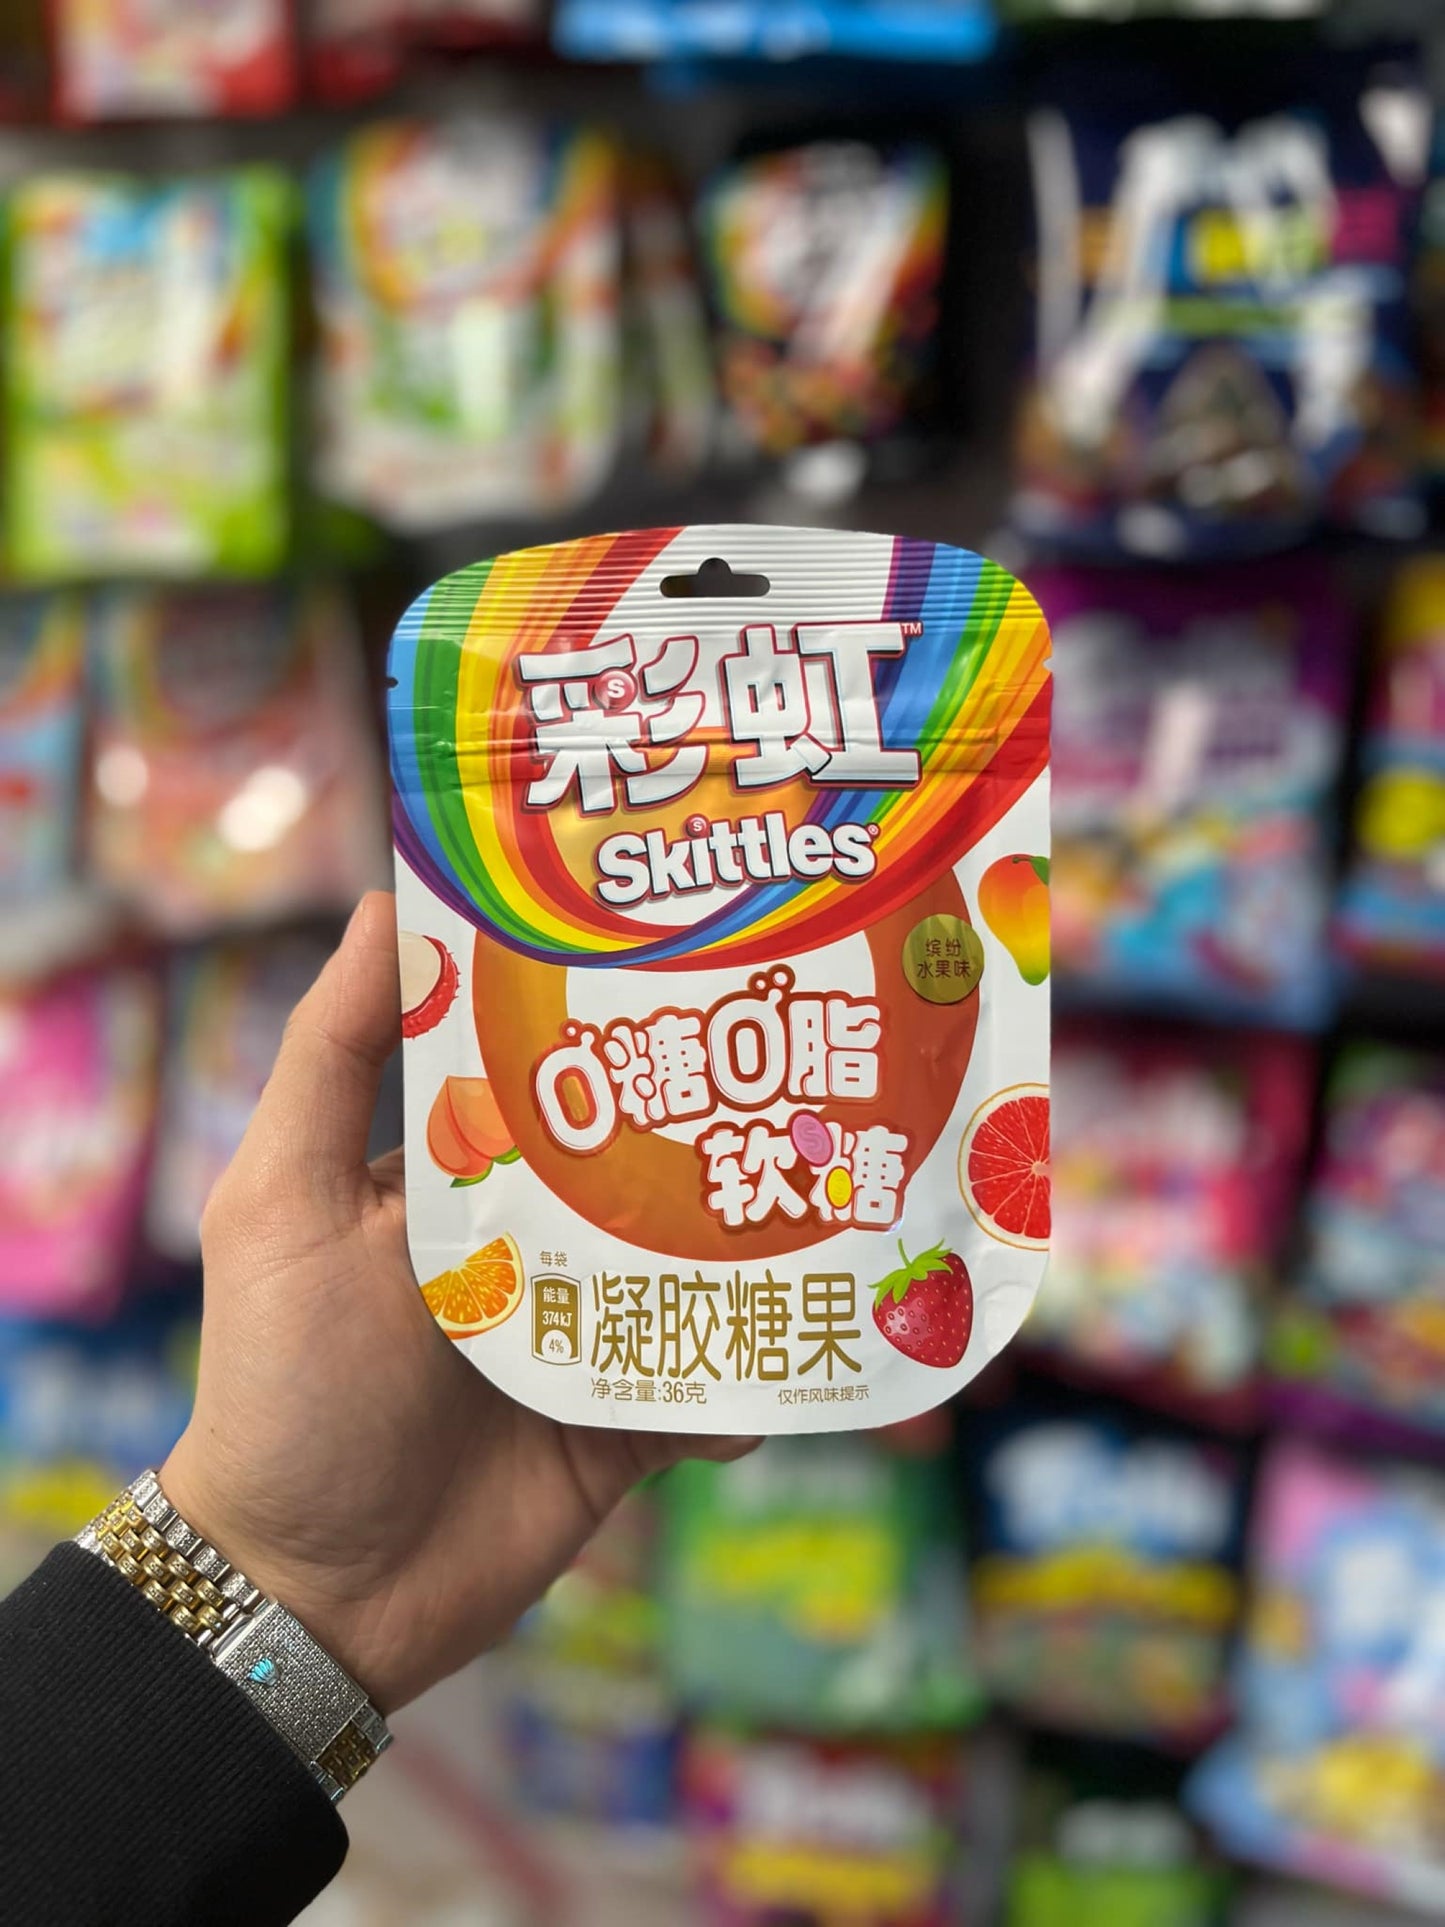 彩虹™
Skittles®
缤纷
水果味
0糖0脂
软糖
每袋
能量
374kJ
4%
凝胶糖果
净含量:36克
仅作风味提示